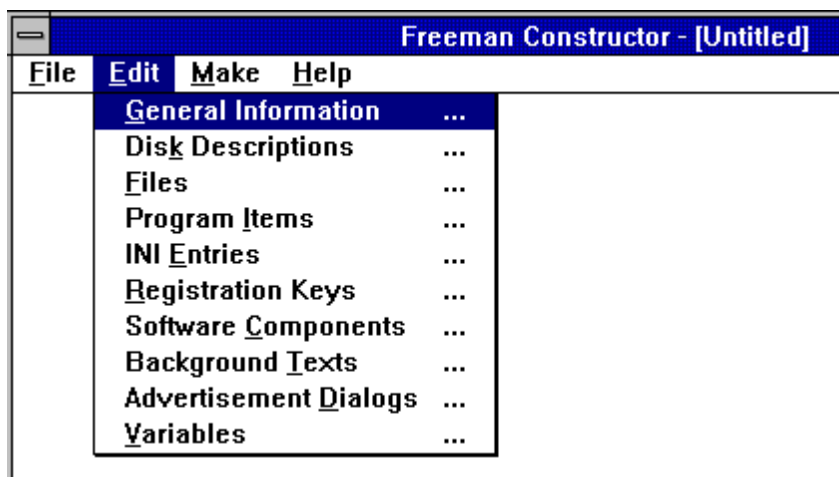 Freeman Constructor - [Untitled]
File Edit Make Help
General Information ...
Disk Descriptions ...
Files ...
Program Items ...
INI Entries ...
Registration Keys ...
Software Components ...
Background Texts ...
Advertisement Dialogs ...
Variables ...